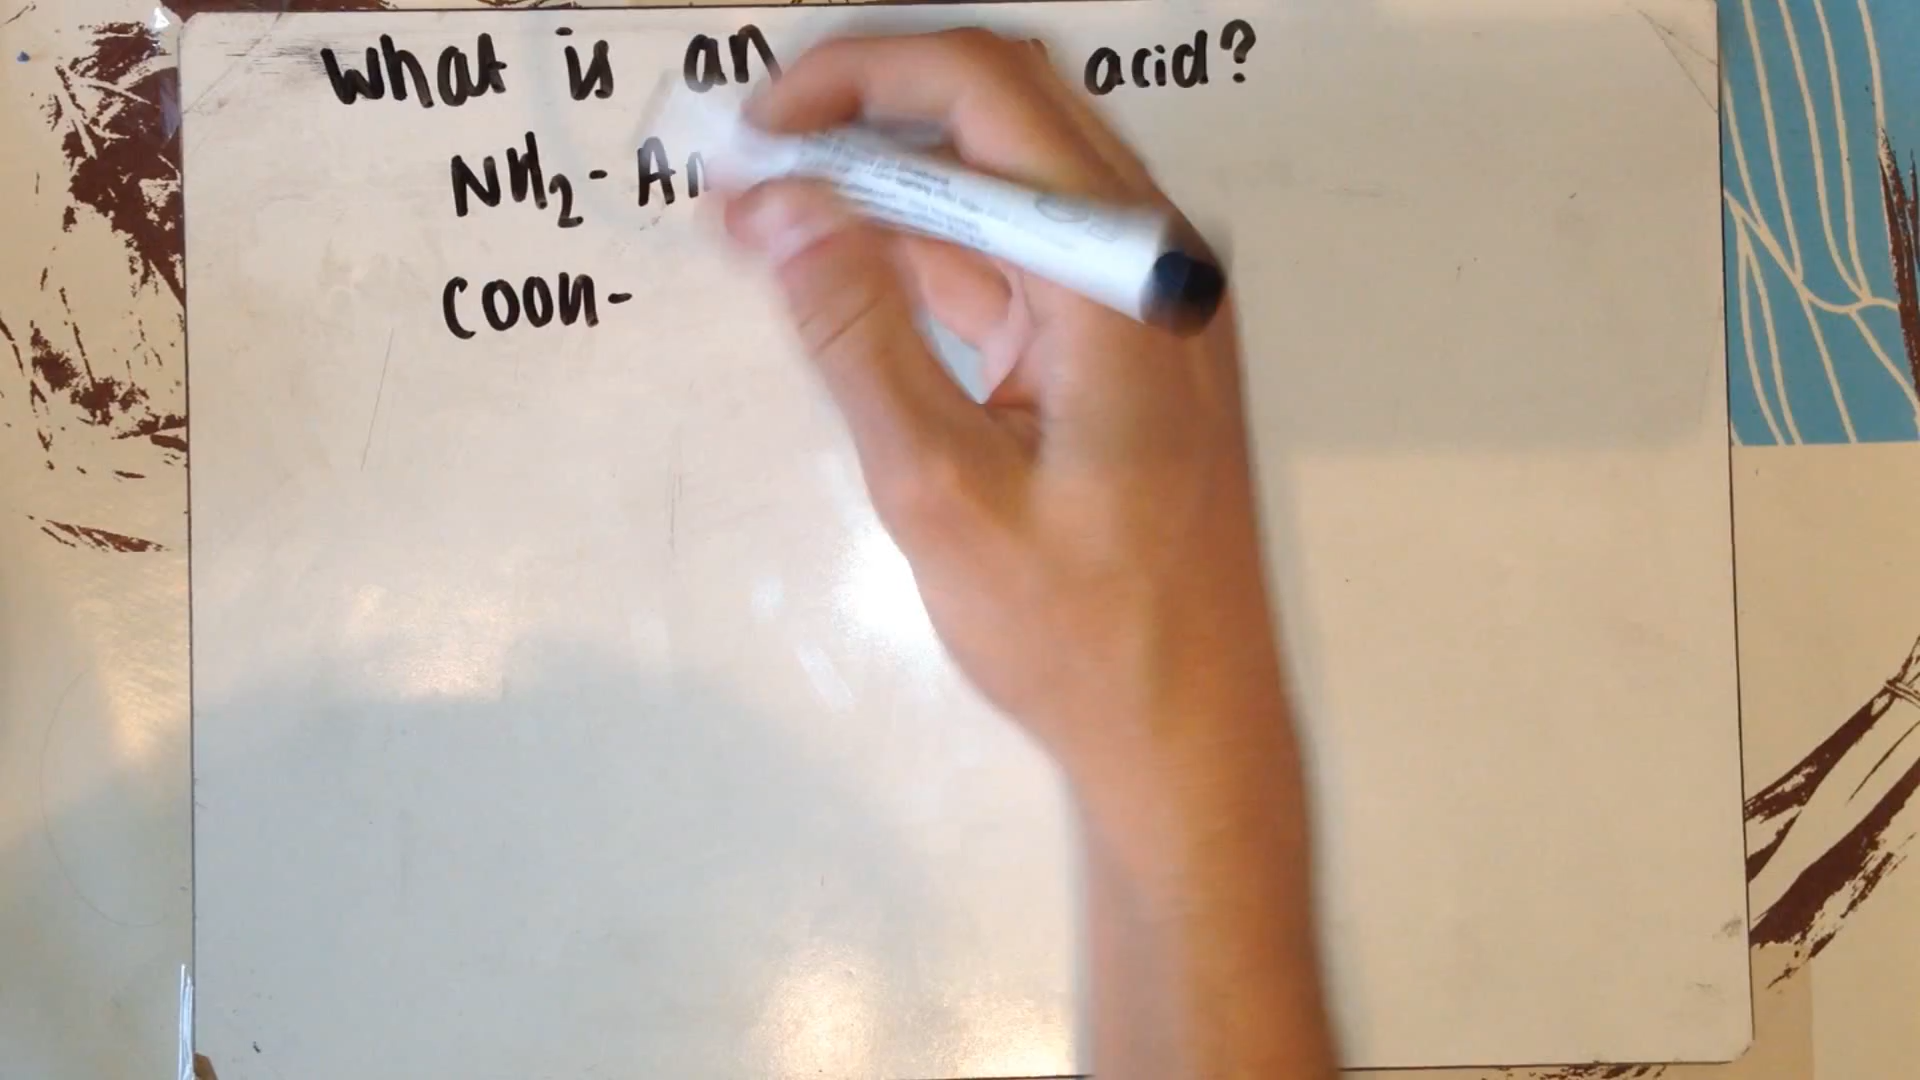 What is an acid?
NH2-
COOH-